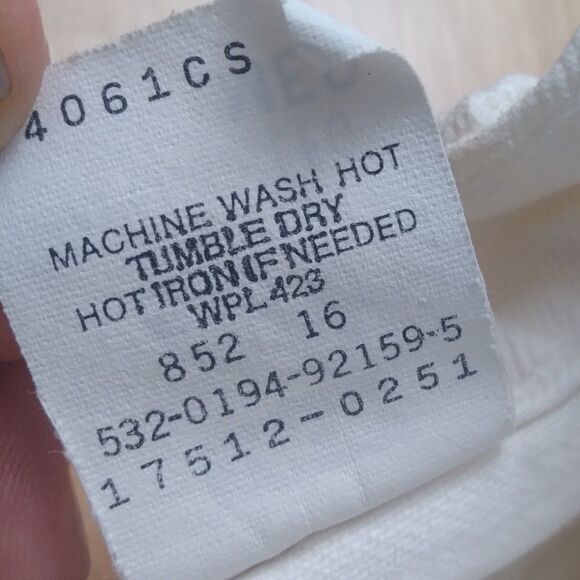 4061CS
MACHINE WASH HOT
TUMBLE DRY
HOT IRON IF NEEDED
WPL 423
852 16
532-0194-92159-5
17512-0251